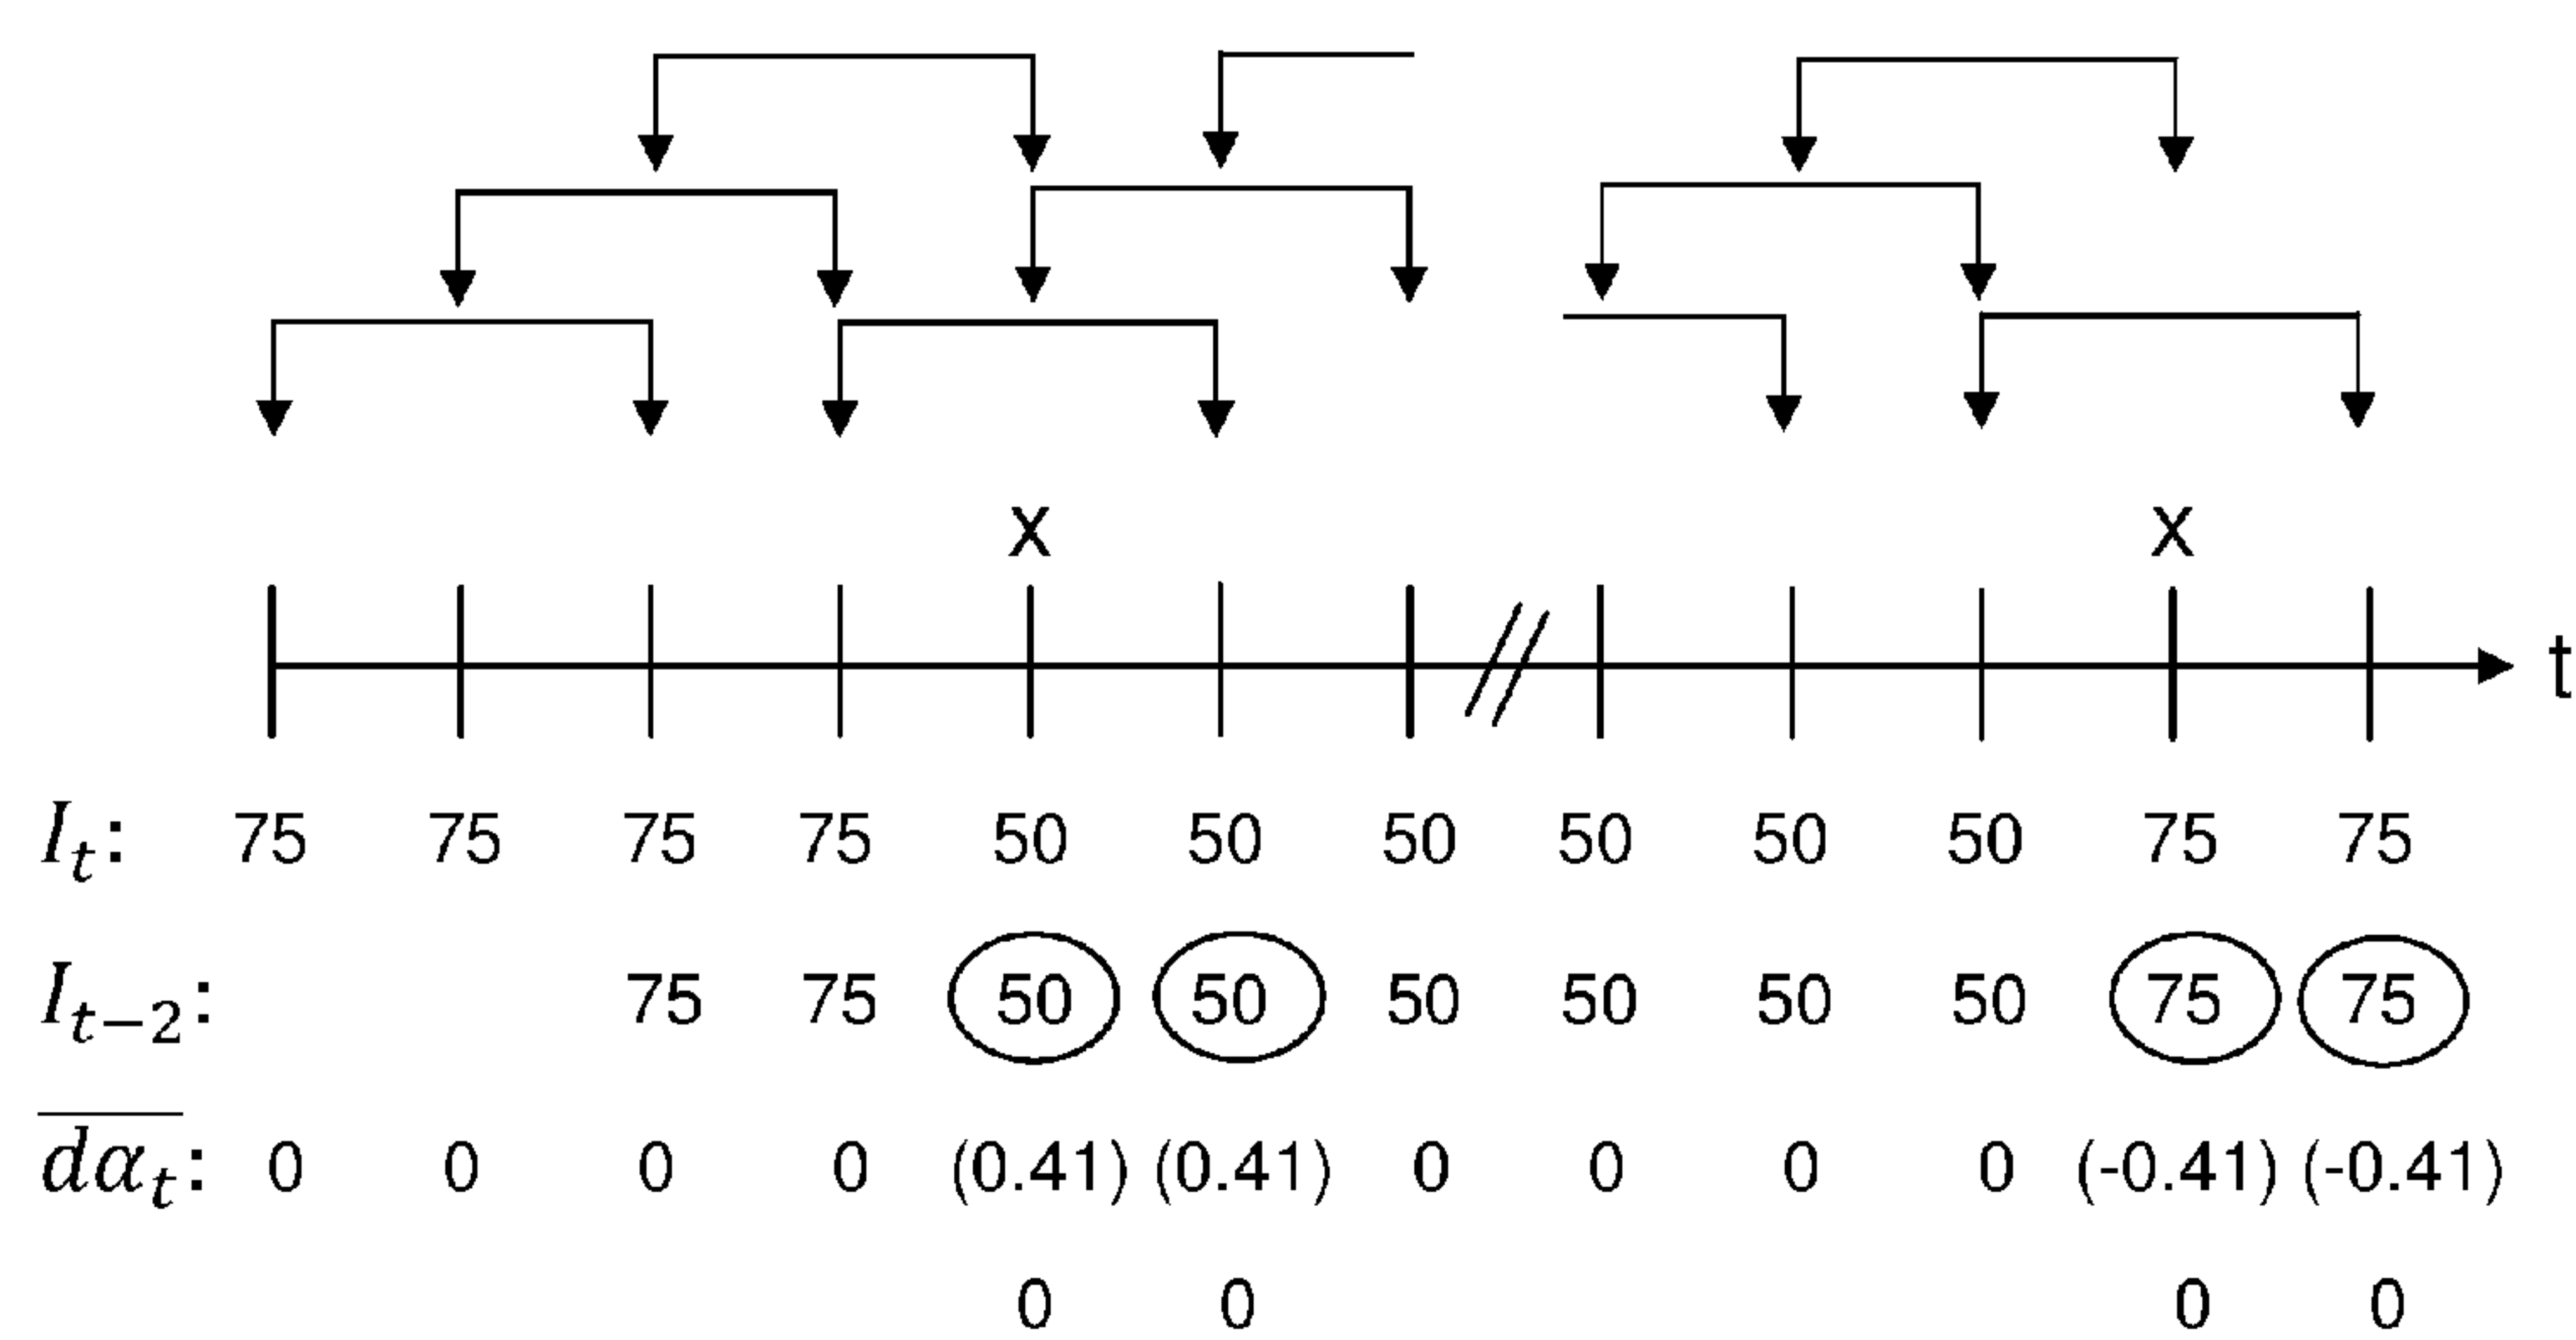 x x
t
I_t: 75 75 75 75 50 50 50 50 50 50 75 75
I_{t−2}: 75 75 50 50 50 50 50 50 75 75
\overline{dα_t}: 0 0 0 0 (0.41) (0.41) 0 0 0 0 (-0.41) (-0.41)
0 0 0 0